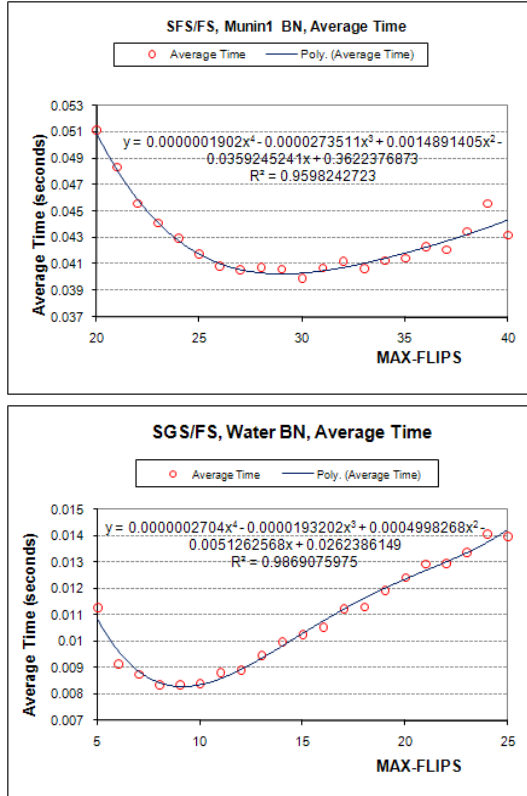 SFS/FS, Munin1 BN, Average Time
Average Time Poly. (Average Time)
0.053
0.051
0.049
0.047
0.045
0.043
0.041
0.039
0.037
y = 0.0000001902x⁴ - 0.0000273511x³ + 0.0014891405x² -
0.0359245241x + 0.3622376873
R² = 0.9598242723
Average Time (seconds)
20 25 30 35 40
MAX-FLIPS
SGS/FS, Water BN, Average Time
Average Time Poly. (Average Time)
0.015
0.014
0.013
0.012
0.011
0.01
0.009
0.008
0.007
y = 0.0000002704x⁴ - 0.0000193202x³ + 0.0004998268x² -
0.0051262568x + 0.0262386149
R² = 0.9869075975
Average Time (seconds)
5 10 15 20 25
MAX-FLIPS